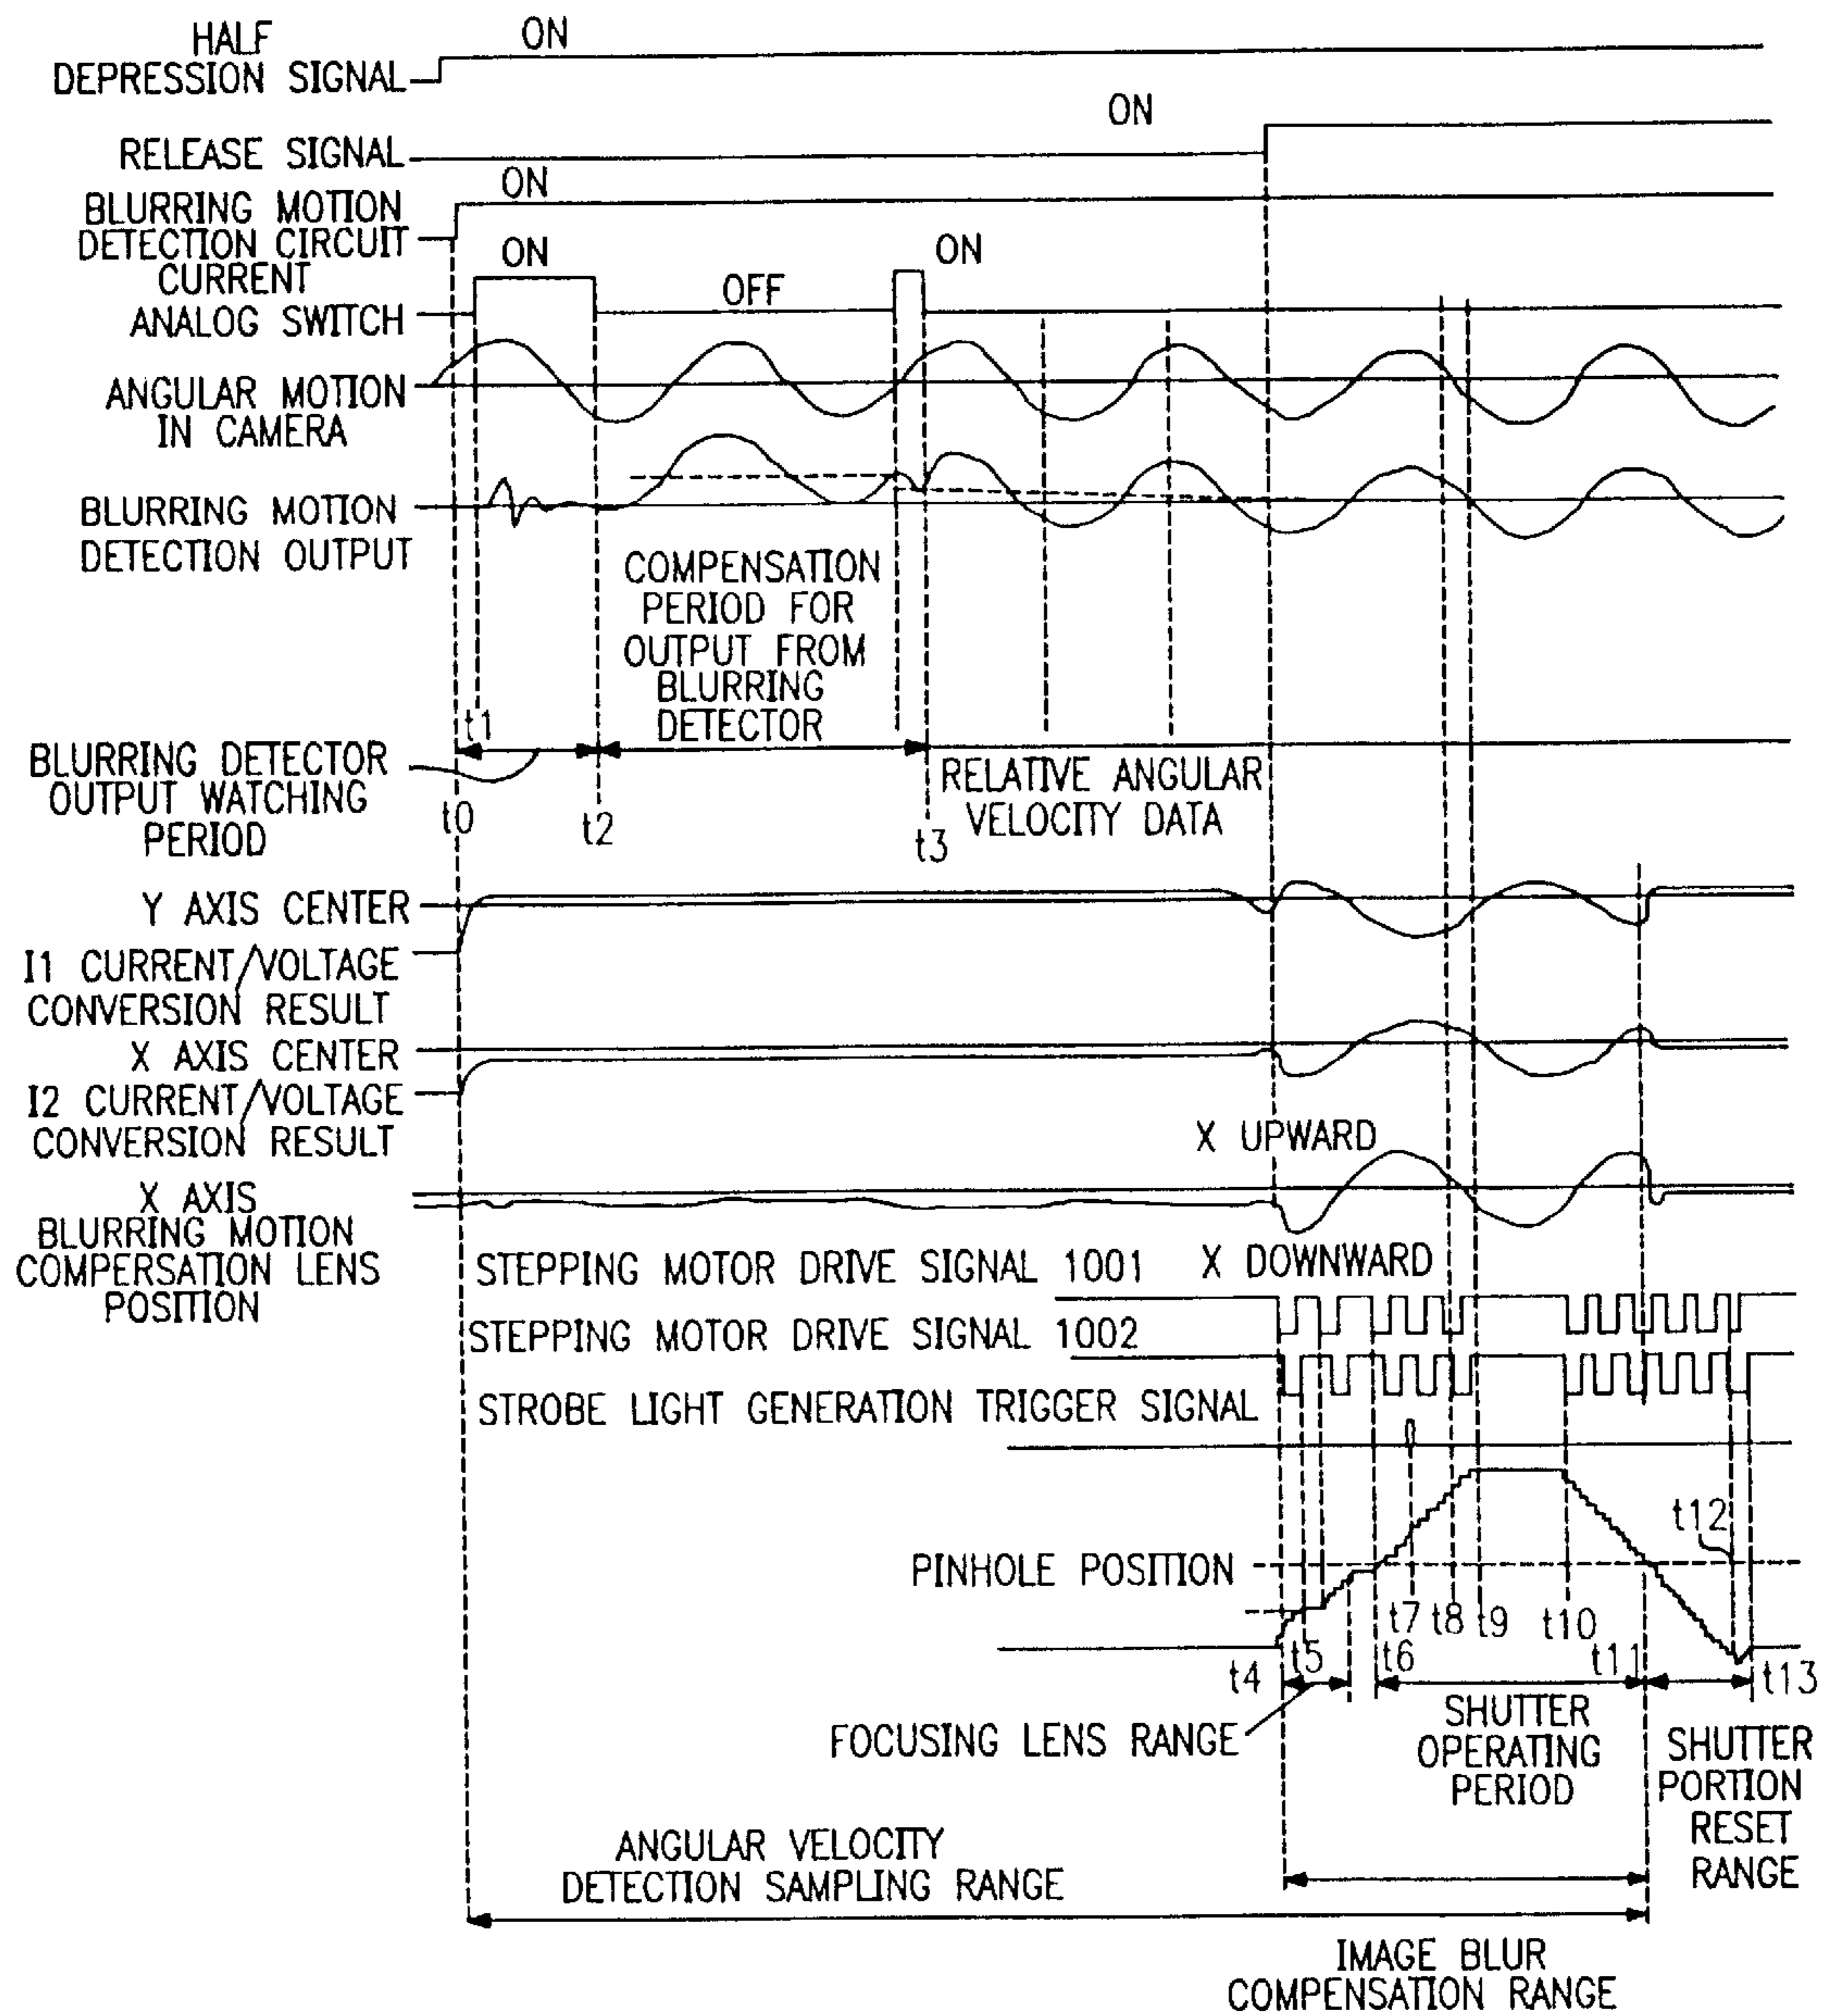 HALF
DEPRESSION SIGNAL
ON
RELEASE SIGNAL
ON
BLURRING MOTION
DETECTION CIRCUIT
CURRENT
ON
ANALOG SWITCH
ON
OFF
ON
ANGULAR MOTION
IN CAMERA
BLURRING MOTION
DETECTION OUTPUT
COMPENSATION
PERIOD FOR
OUTPUT FROM
BLURRING
DETECTOR
t1
BLURRING DETECTOR
OUTPUT WATCHING
PERIOD
t0
t2
t3
RELATIVE ANGULAR
VELOCITY DATA
Y AXIS CENTER
I1 CURRENT/VOLTAGE
CONVERSION RESULT
X AXIS CENTER
I2 CURRENT/VOLTAGE
CONVERSION RESULT
X UPWARD
X AXIS
BLURRING MOTION
COMPERSATION LENS
POSITION
X DOWNWARD
STEPPING MOTOR DRIVE SIGNAL 1001
STEPPING MOTOR DRIVE SIGNAL 1002
STROBE LIGHT GENERATION TRIGGER SIGNAL
PINHOLE POSITION
t12
t7
t8
t9
t10
t4
t5
t6
t11
t13
FOCUSING LENS RANGE
SHUTTER
OPERATING
PERIOD
SHUTTER
PORTION
RESET
RANGE
ANGULAR VELOCITY
DETECTION SAMPLING RANGE
IMAGE BLUR
COMPENSATION RANGE